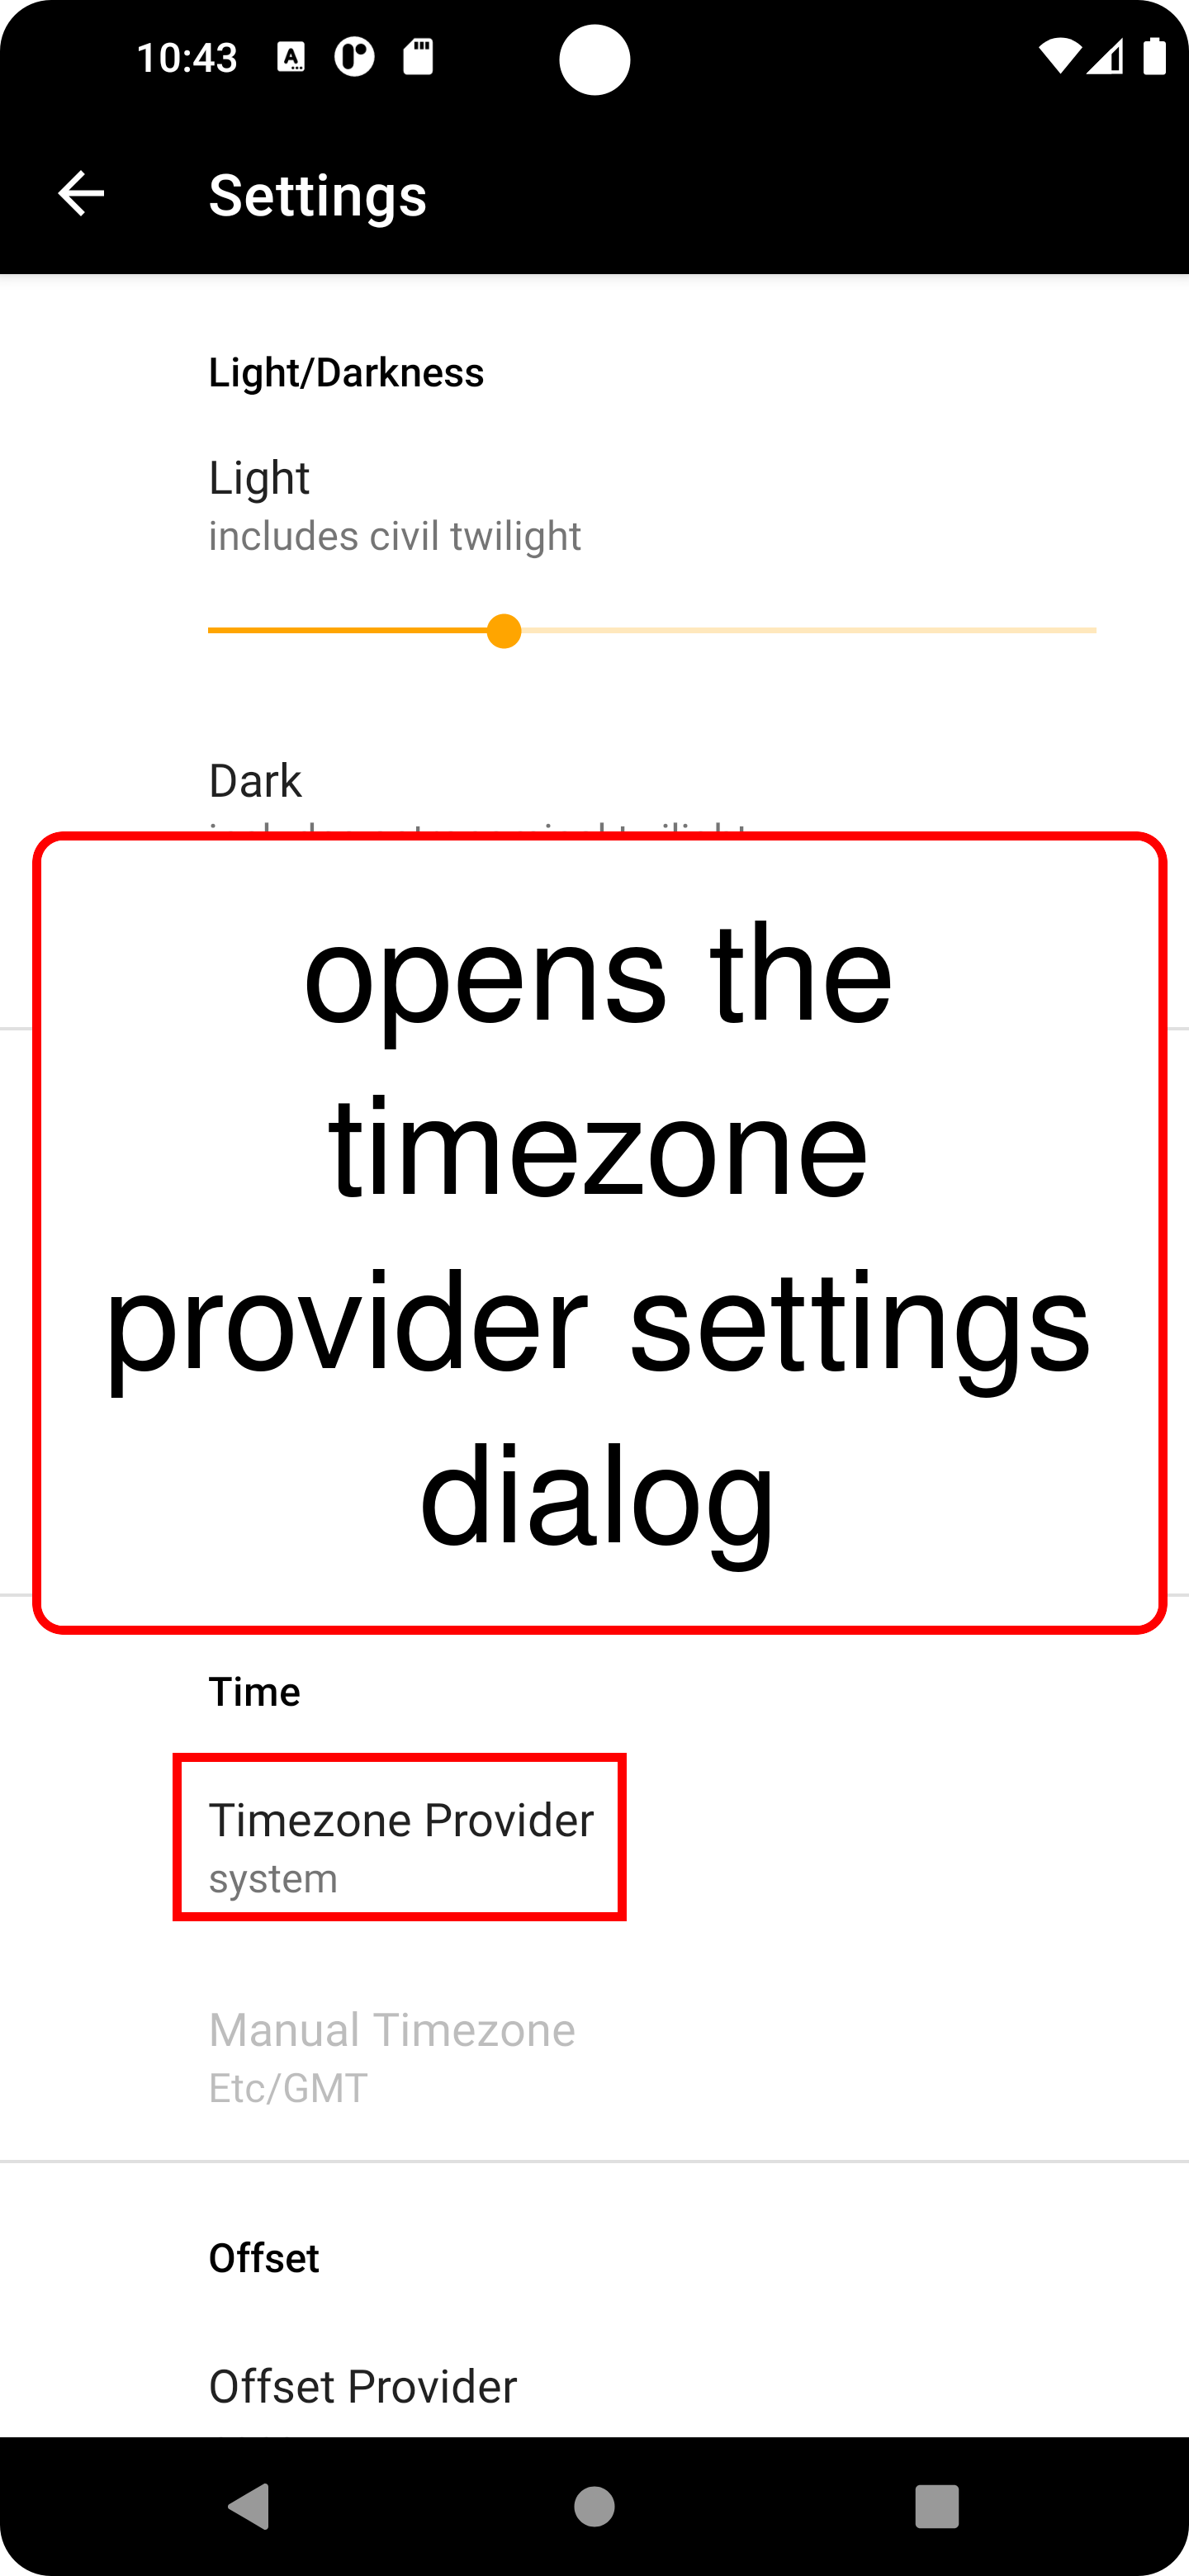 10:43
Settings
Light/Darkness
Light
includes civil twilight
Dark
opens the
timezone
provider settings
dialog
Time
Timezone Provider
system
Manual Timezone
Etc/GMT
Offset
Offset Provider